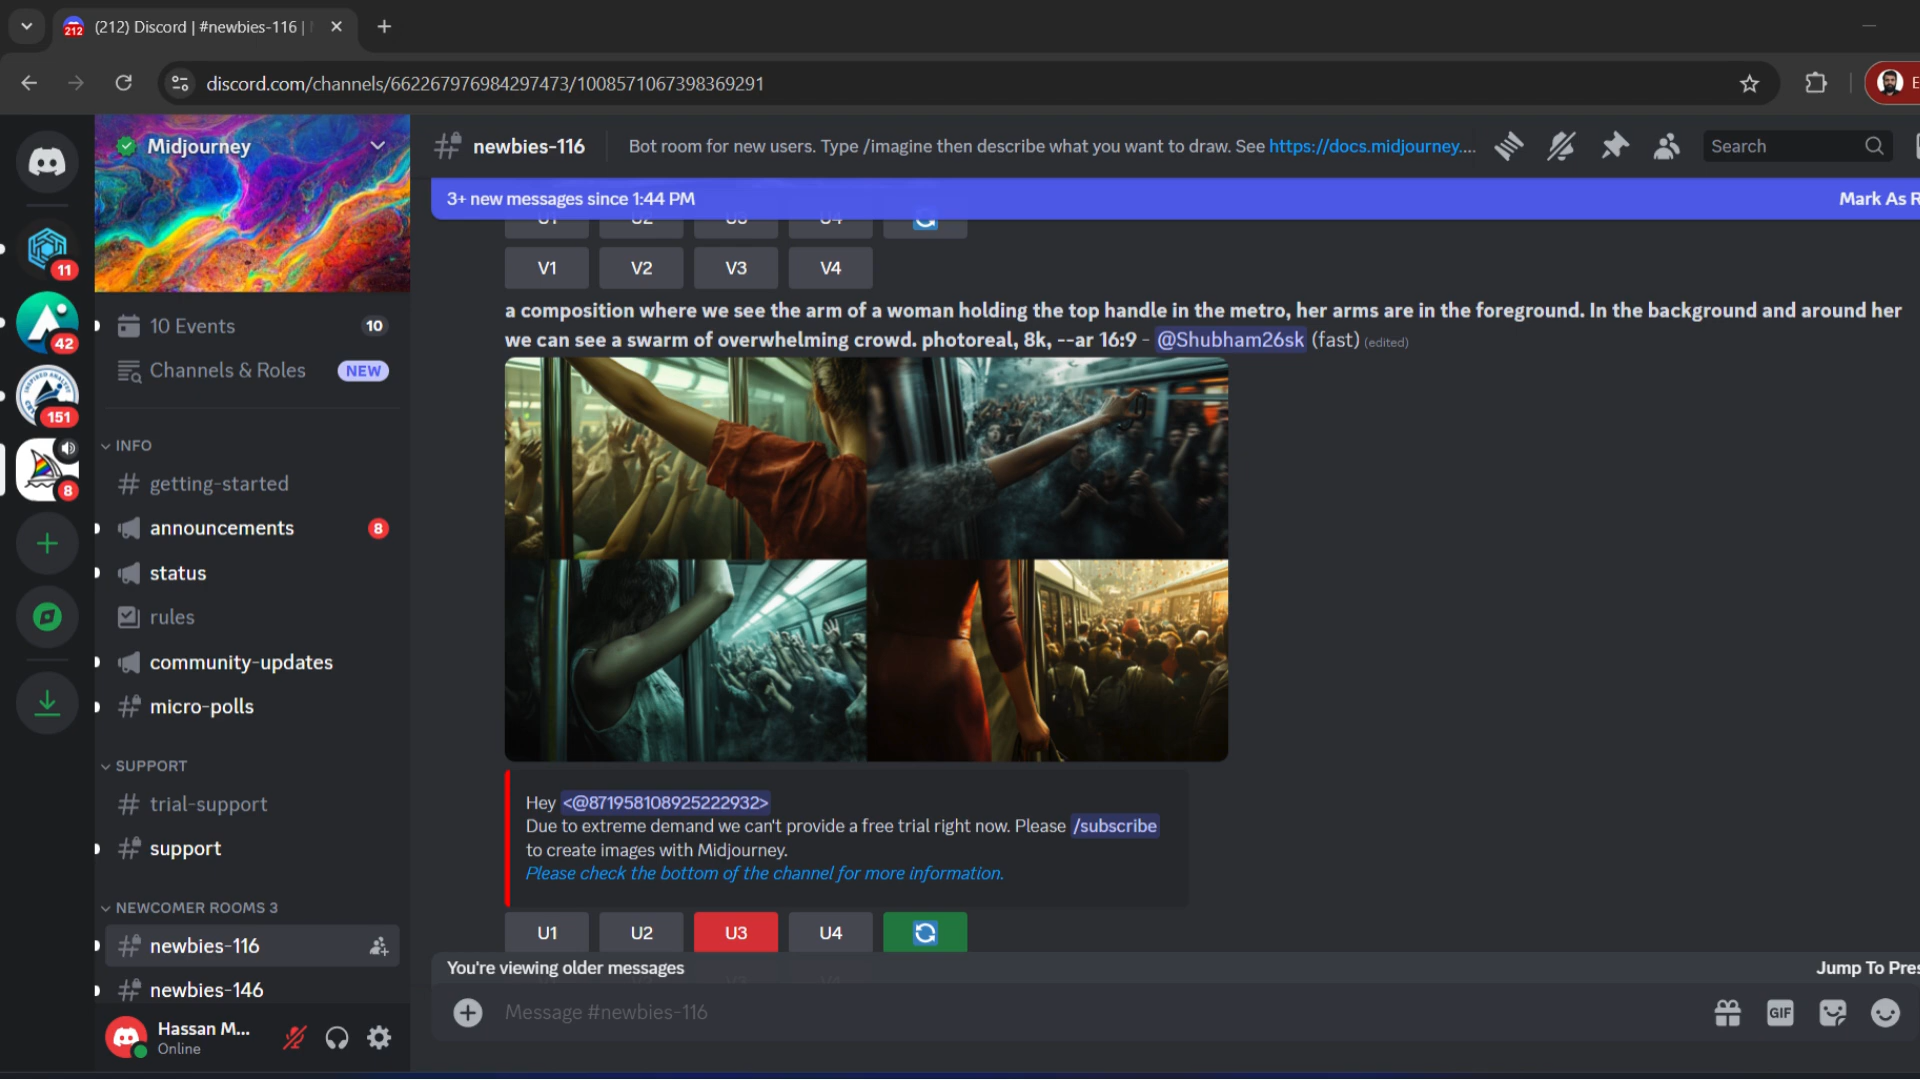 (212) Discord | #newbies-116 |
212
discord.com/channels/662267976984297473/1008571067398369291
E
Midjourney
newbies-116
Bot room for new users. Type /imagine then describe what you want to draw. See https://docs.midjourney....
Search
3+ new messages since 1:44 PM
Mark As R
U1 U2 U3 U4
V1 V2 V3 V4
a composition where we see the arm of a woman holding the top handle in the metro, her arms are in the foreground. In the background and around her
we can see a swarm of overwhelming crowd. photoreal, 8k, --ar 16:9 - @Shubham26sk (fast) (edited)
11
42
151
8
10 Events 10
Channels & Roles NEW
INFO
getting-started
announcements 8
status
rules
community-updates
micro-polls
SUPPORT
trial-support
support
NEWCOMER ROOMS 3
newbies-116
newbies-146
Hassan M...
Online
Hey <@871958108925222932>
Due to extreme demand we can't provide a free trial right now. Please /subscribe
to create images with Midjourney.
Please check the bottom of the channel for more information.
U1 U2 U3 U4
You're viewing older messages
Jump To Pres
Message #newbies-116
GIF